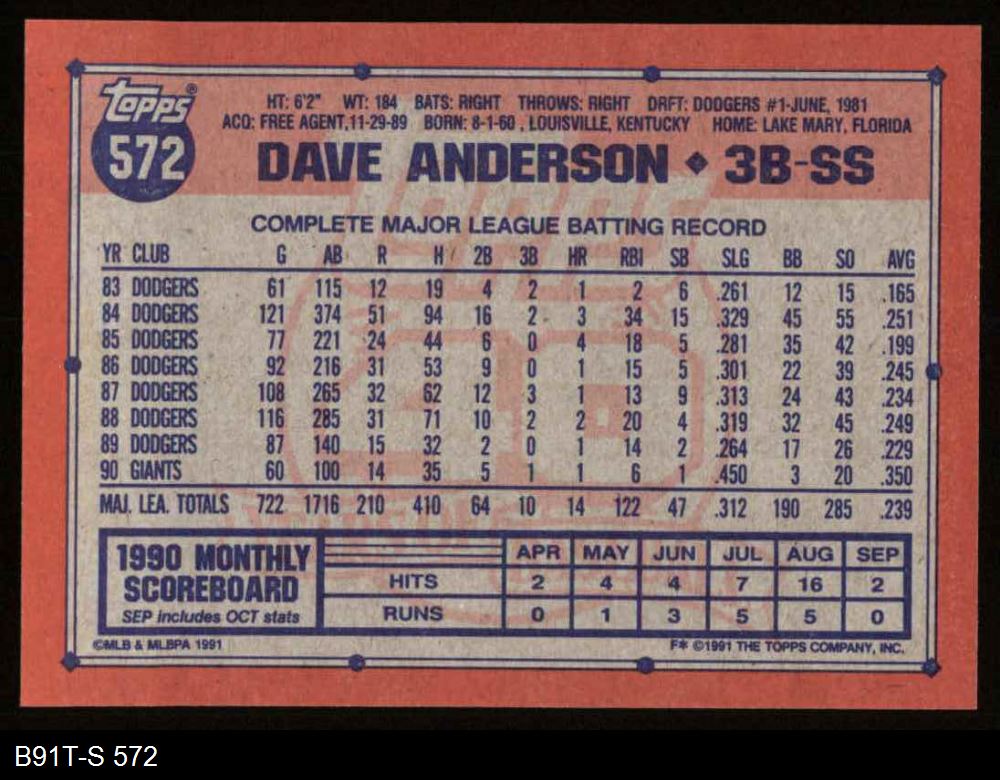 Topps®
572
HT: 6'2" WT: 184 BATS: RIGHT THROWS: RIGHT DRFT: DODGERS #1-JUNE, 1981
ACQ: FREE AGENT,11-29-89 BORN: 8-1-60 , LOUISVILLE, KENTUCKY HOME: LAKE MARY, FLORIDA
DAVE ANDERSON ◆ 3B-SS
COMPLETE MAJOR LEAGUE BATTING RECORD
YR CLUB G AB R H 2B 3B HR RBI SB SLG BB SO AVG
83 DODGERS 61 115 12 19 4 2 1 2 6 .261 12 15 .165
84 DODGERS 121 374 51 94 16 2 3 34 15 .329 45 55 .251
85 DODGERS 77 221 24 44 6 0 4 18 5 .281 35 42 .199
86 DODGERS 92 216 31 53 9 0 1 15 5 .301 22 39 .245
87 DODGERS 108 265 32 62 12 3 1 13 9 .313 24 43 .234
88 DODGERS 116 285 31 71 10 2 2 20 4 .319 32 45 .249
89 DODGERS 87 140 15 32 2 0 1 14 2 .264 17 26 .229
90 GIANTS 60 100 14 35 5 1 1 6 1 .450 3 20 .350
MAJ. LEA. TOTALS 722 1716 210 410 64 10 14 122 47 .312 190 285 .239
1990 MONTHLY
SCOREBOARD
SEP includes OCT stats
APR MAY JUN JUL AUG SEP
HITS 2 4 4 7 16 2
RUNS 0 1 3 5 5 0
©MLB & MLBPA 1991
F* ©1991 THE TOPPS COMPANY, INC.
B91T-S 572